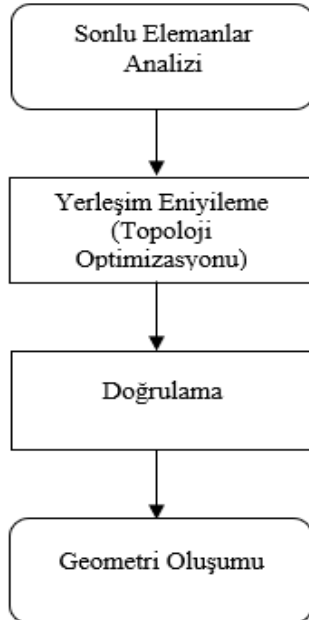 Sonlu Elemanlar
Analizi
Yerleşim Eniyileme
(Topoloji
Optimizasyonu)
Doğrulama
Geometri Oluşumu